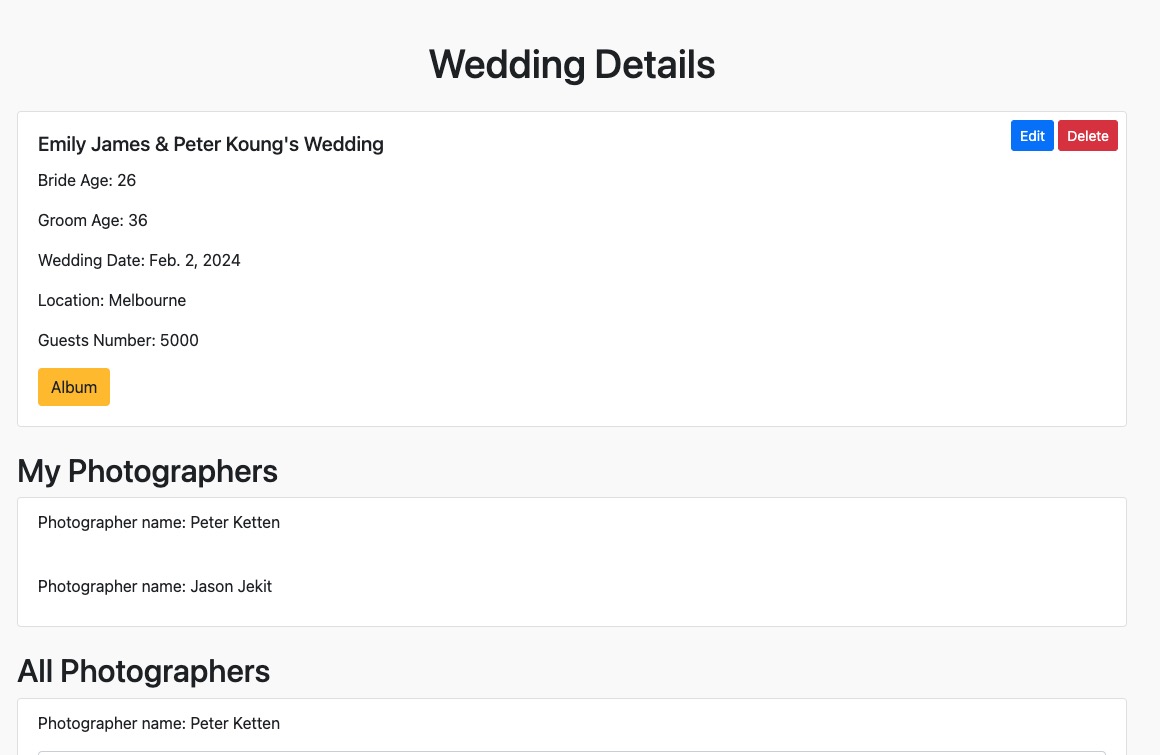 Wedding Details
Emily James & Peter Koung's Wedding
Edit Delete
Bride Age: 26
Groom Age: 36
Wedding Date: Feb. 2, 2024
Location: Melbourne
Guests Number: 5000
Album
My Photographers
Photographer name: Peter Ketten
Photographer name: Jason Jekit
All Photographers
Photographer name: Peter Ketten